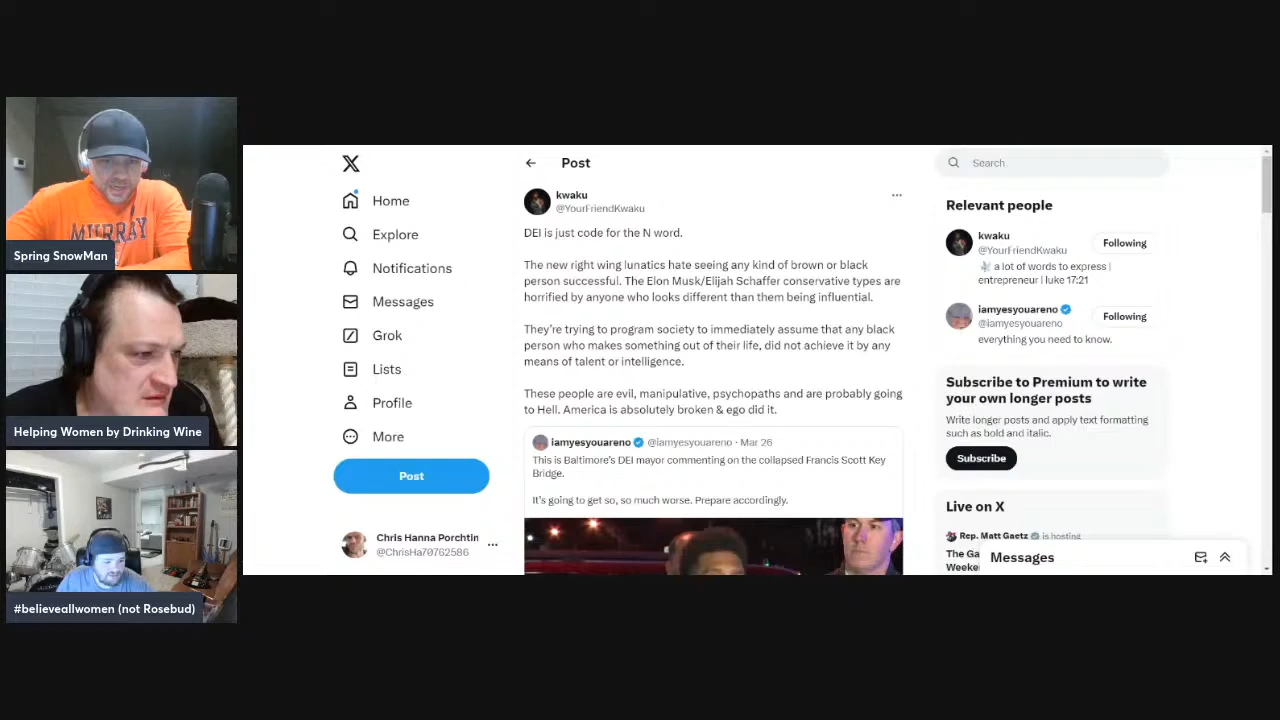 MURRAY
Spring SnowMan
Helping Women by Drinking Wine
#believeallwomen (not Rosebud)
Home
Explore
Notifications
Messages
Grok
Lists
Profile
More
Post
Chris Hanna Porchtin
@ChrisHa70762586
Post
kwaku
@YourFriendKwaku
DEI is just code for the N word.
The new right wing lunatics hate seeing any kind of brown or black
person successful. The Elon Musk/Elijah Schaffer conservative types are
horrified by anyone who looks different than them being influential.
They're trying to program society to immediately assume that any black
person who makes something out of their life, did not achieve it by any
means of talent or intelligence.
These people are evil, manipulative, psychopaths and are probably going
to Hell. America is absolutely broken & ego did it.
iamyesyouareno @iamyesyouareno · Mar 26
This is Baltimore's DEI mayor commenting on the collapsed Francis Scott Key
Bridge.
It's going to get so, so much worse. Prepare accordingly.
Search
Relevant people
kwaku
@YourFriendKwaku
Following
🕊 a lot of words to express |
entrepreneur | luke 17:21
iamyesyouareno
@iamyesyouareno
Following
everything you need to know.
Subscribe to Premium to write
your own longer posts
Write longer posts and apply text formatting
such as bold and italic.
Subscribe
Live on X
Rep. Matt Gaetz is hosting
The Ga
Weeke
Messages